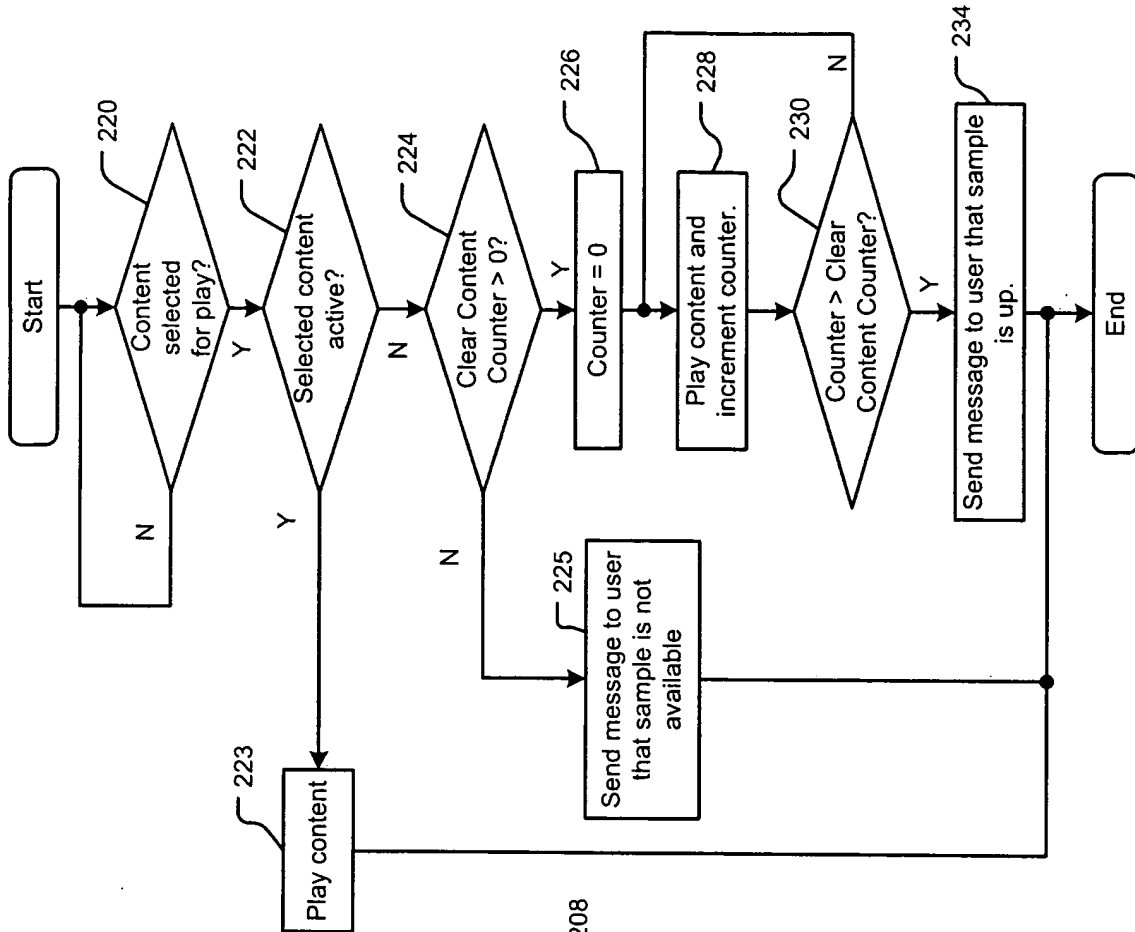 Start
220
Content
selected
for play?
N
Y
222
Selected content
active?
Y
N
223
Play content
224
Clear Content
Counter > 0?
N
Y
225
Send message to user
that sample is not
available
226
Counter = 0
228
Play content and
increment counter.
230
Counter > Clear
Content Counter?
N
Y
234
Send message to user that sample
is up.
End
208